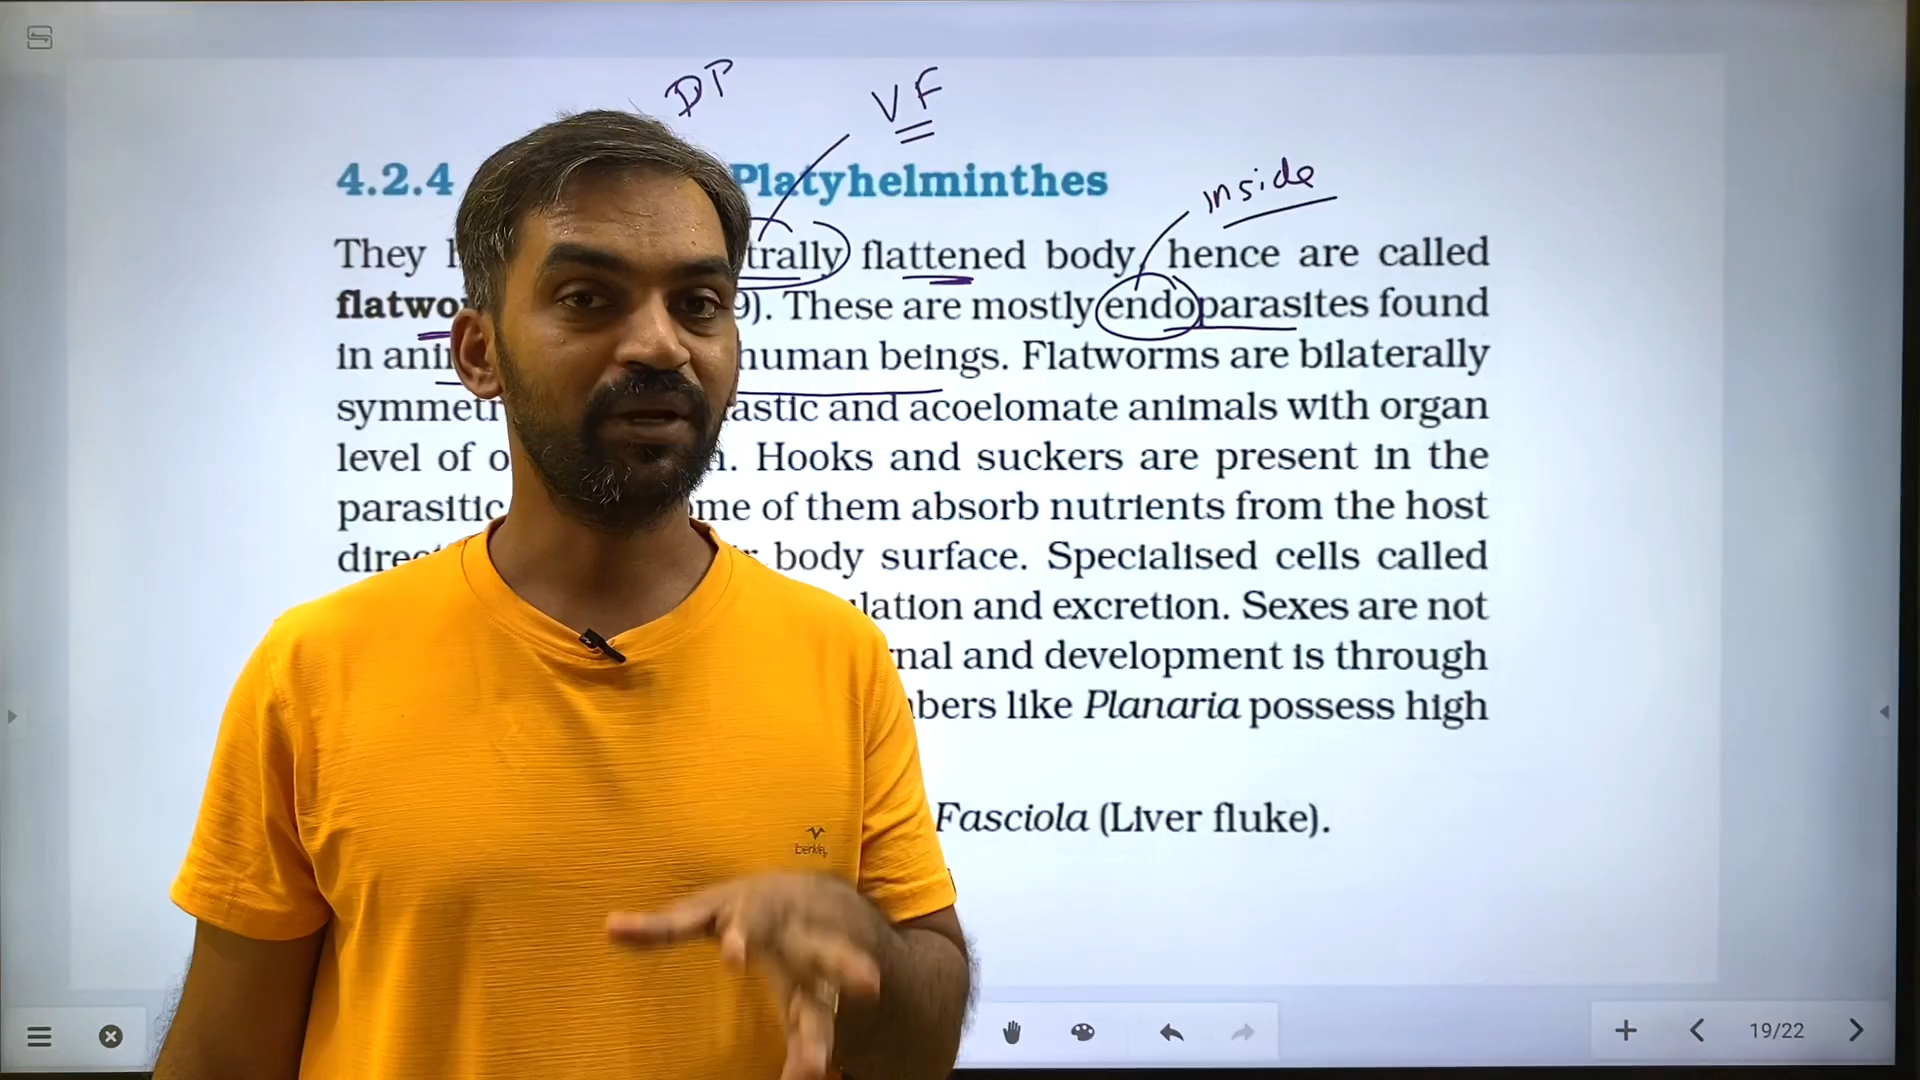 DP
VF
inside
4.2.4 Platyhelminthes
They trally flattened body, hence are called
flatwo 9). These are mostly endoparasites found
in ani human beings. Flatworms are bilaterally
symmetr astic and acoelomate animals with organ
level of o Hooks and suckers are present in the
parasitic me of them absorb nutrients from the host
dire body surface. Specialised cells called
lation and excretion. Sexes are not
nal and development is through
bers like Planaria possess high
Fasciola (Liver fluke).
19/22